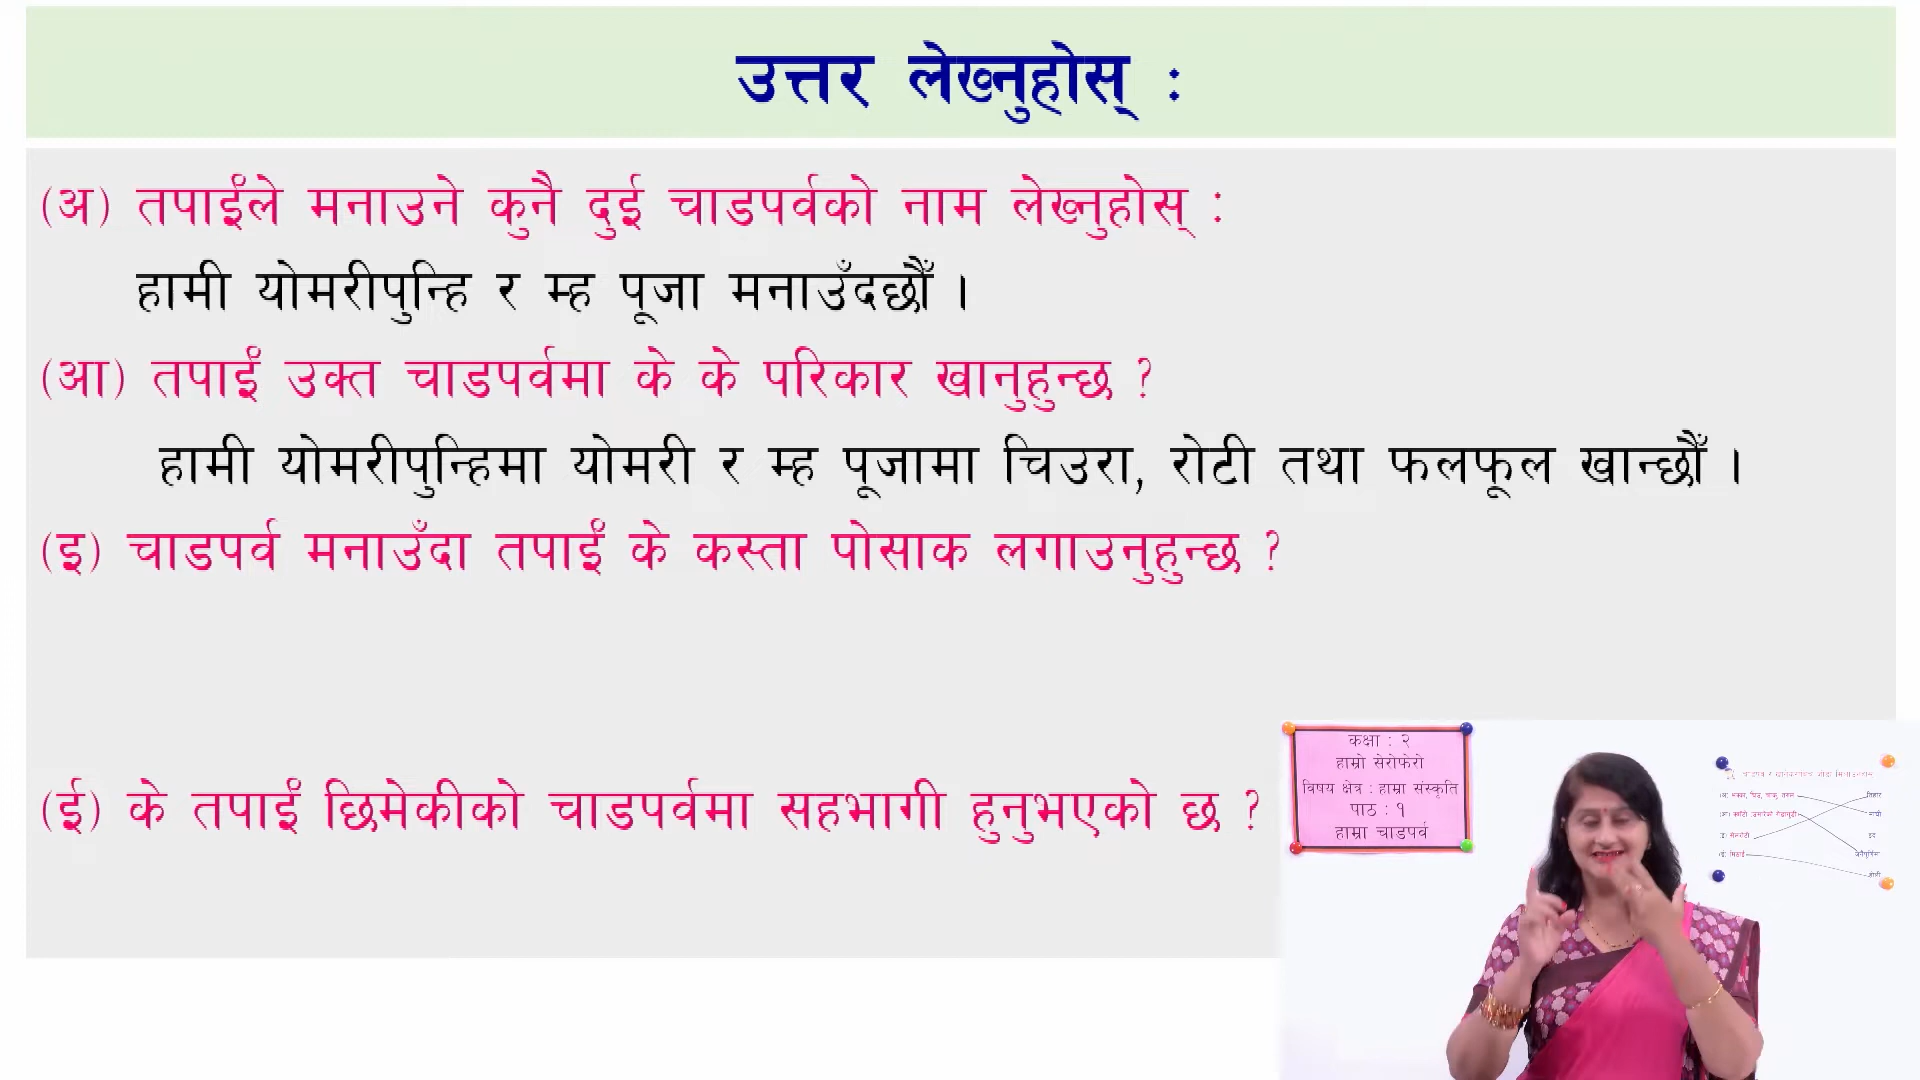 उत्तर लेख्नुहोस् :
(अ) तपाईंले मनाउने कुनै दुई चाडपर्वको नाम लेख्नुहोस् :
हामी योमरीपुन्हि र म्ह पूजा मनाउँदछौँ ।
(आ) तपाईं उक्त चाडपर्वमा के के परिकार खानुहुन्छ ?
हामी योमरीपुन्हिमा योमरी र म्ह पूजामा चिउरा, रोटी तथा फलफूल खान्छौँ ।
(इ) चाडपर्व मनाउँदा तपाईं के कस्ता पोसाक लगाउनुहुन्छ ?
(ई) के तपाईं छिमेकीको चाडपर्वमा सहभागी हुनुभएको छ ?
कक्षा : २
हाम्रो सेरोफेरो
विषय क्षेत्र : हाम्रा संस्कृति
पाठ : १
हाम्रा चाडपर्व